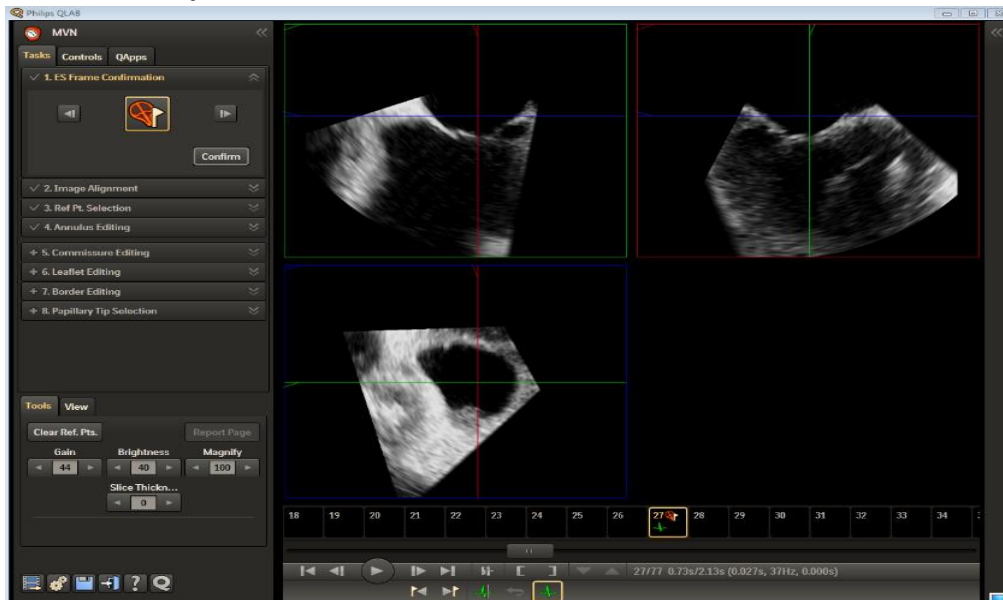 Philips QLAB
MVN
Tasks Controls QApps
1. ES Frame Confirmation
Confirm
2. Image Alignment
3. Ref Pt. Selection
4. Annulus Editing
+ 5. Commissure Editing
+ 6. Leaflet Editing
+ 7. Border Editing
+ 8. Papillary Tip Selection
Tools View
Clear Ref. Pts. Report Page
Gain Brightness Magnify
44 40 100
Slice Thickn...
0
18 19 20 21 22 23 24 25 26 27 28 29 30 31 32 33 34
27/77 0.73s/2.13s (0.027s, 37Hz, 0.000s)